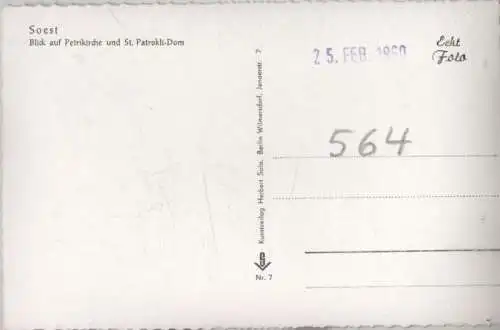 Soest
Blick auf Petrikirche und St. Patrokli-Dom
25. FEB. 1960
Echt
Foto
564
Kunstverlag Herbert Sala, Berlin Wilmersdorf, Jenaerstr. 7
Nr. 7